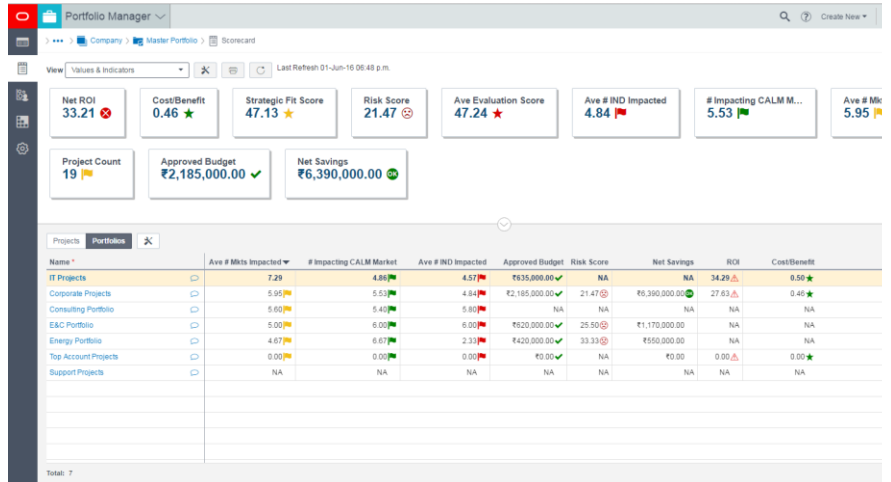 Portfolio Manager
Create New
Company > Master Portfolio > Scorecard
View Values & Indicators Last Refresh 01-Jun-16 06:48 p.m.
Net ROI
33.21
Cost/Benefit
0.46
Strategic Fit Score
47.13
Risk Score
21.47
Ave Evaluation Score
47.24
Ave # IND Impacted
4.84
# Impacting CALM M...
5.53
Ave # Mk
5.95
Project Count
19
Approved Budget
₹2,185,000.00
Net Savings
₹6,390,000.00 OK
Projects Portfolios
Name * Ave # Mkts Impacted # Impacting CALM Market Ave # IND Impacted Approved Budget Risk Score Net Savings ROI Cost/Benefit
IT Projects 7.29 4.86 4.57 ₹635,000.00 NA NA 34.29 0.50
Corporate Projects 5.95 5.53 4.84 ₹2,185,000.00 21.47 ₹6,390,000.00 27.63 0.46
Consulting Portfolio 5.60 5.40 5.80 NA NA NA NA NA
E&C Portfolio 5.00 6.00 6.00 ₹620,000.00 25.50 ₹1,170,000.00 NA NA
Energy Portfolio 4.67 6.67 2.33 ₹420,000.00 33.33 ₹550,000.00 NA NA
Top Account Projects 0.00 0.00 0.00 ₹0.00 NA ₹0.00 0.00 0.00
Support Projects NA NA NA NA NA NA NA NA
Total: 7